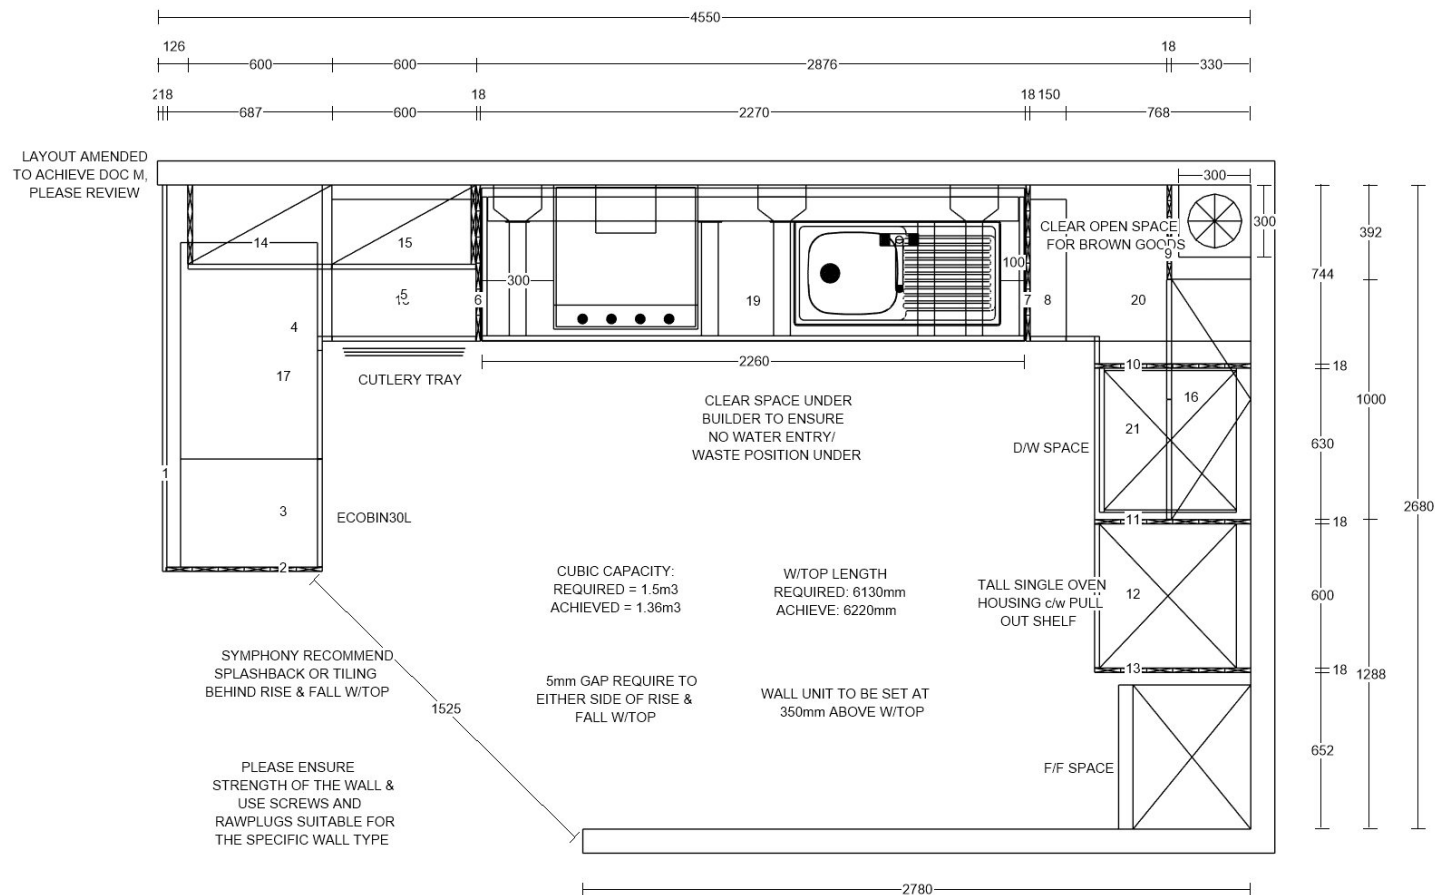 4550
126
18
600
600
2876
330
218
18
18 150
687
600
2270
768
LAYOUT AMENDED
TO ACHIEVE DOC M,
PLEASE REVIEW
300
14
15
CLEAR OPEN SPACE
FOR BROWN GOODS
9
300
392
744
300
100
5
6
19
7
8
20
4
2260
10
18
CUTLERY TRAY
17
16
1000
CLEAR SPACE UNDER
BUILDER TO ENSURE
NO WATER ENTRY/
WASTE POSITION UNDER
D/W SPACE
21
630
1
2680
3
ECOBIN30L
11
18
2
CUBIC CAPACITY:
REQUIRED = 1.5m3
ACHIEVED = 1.36m3
W/TOP LENGTH
REQUIRED: 6130mm
ACHIEVE: 6220mm
TALL SINGLE OVEN
HOUSING c/w PULL
OUT SHELF
12
600
SYMPHONY RECOMMEND
SPLASHBACK OR TILING
BEHIND RISE & FALL W/TOP
13
18
1288
5mm GAP REQUIRE TO
EITHER SIDE OF RISE &
FALL W/TOP
WALL UNIT TO BE SET AT
350mm ABOVE W/TOP
1525
652
PLEASE ENSURE
STRENGTH OF THE WALL &
USE SCREWS AND
RAWPLUGS SUITABLE FOR
THE SPECIFIC WALL TYPE
F/F SPACE
2780